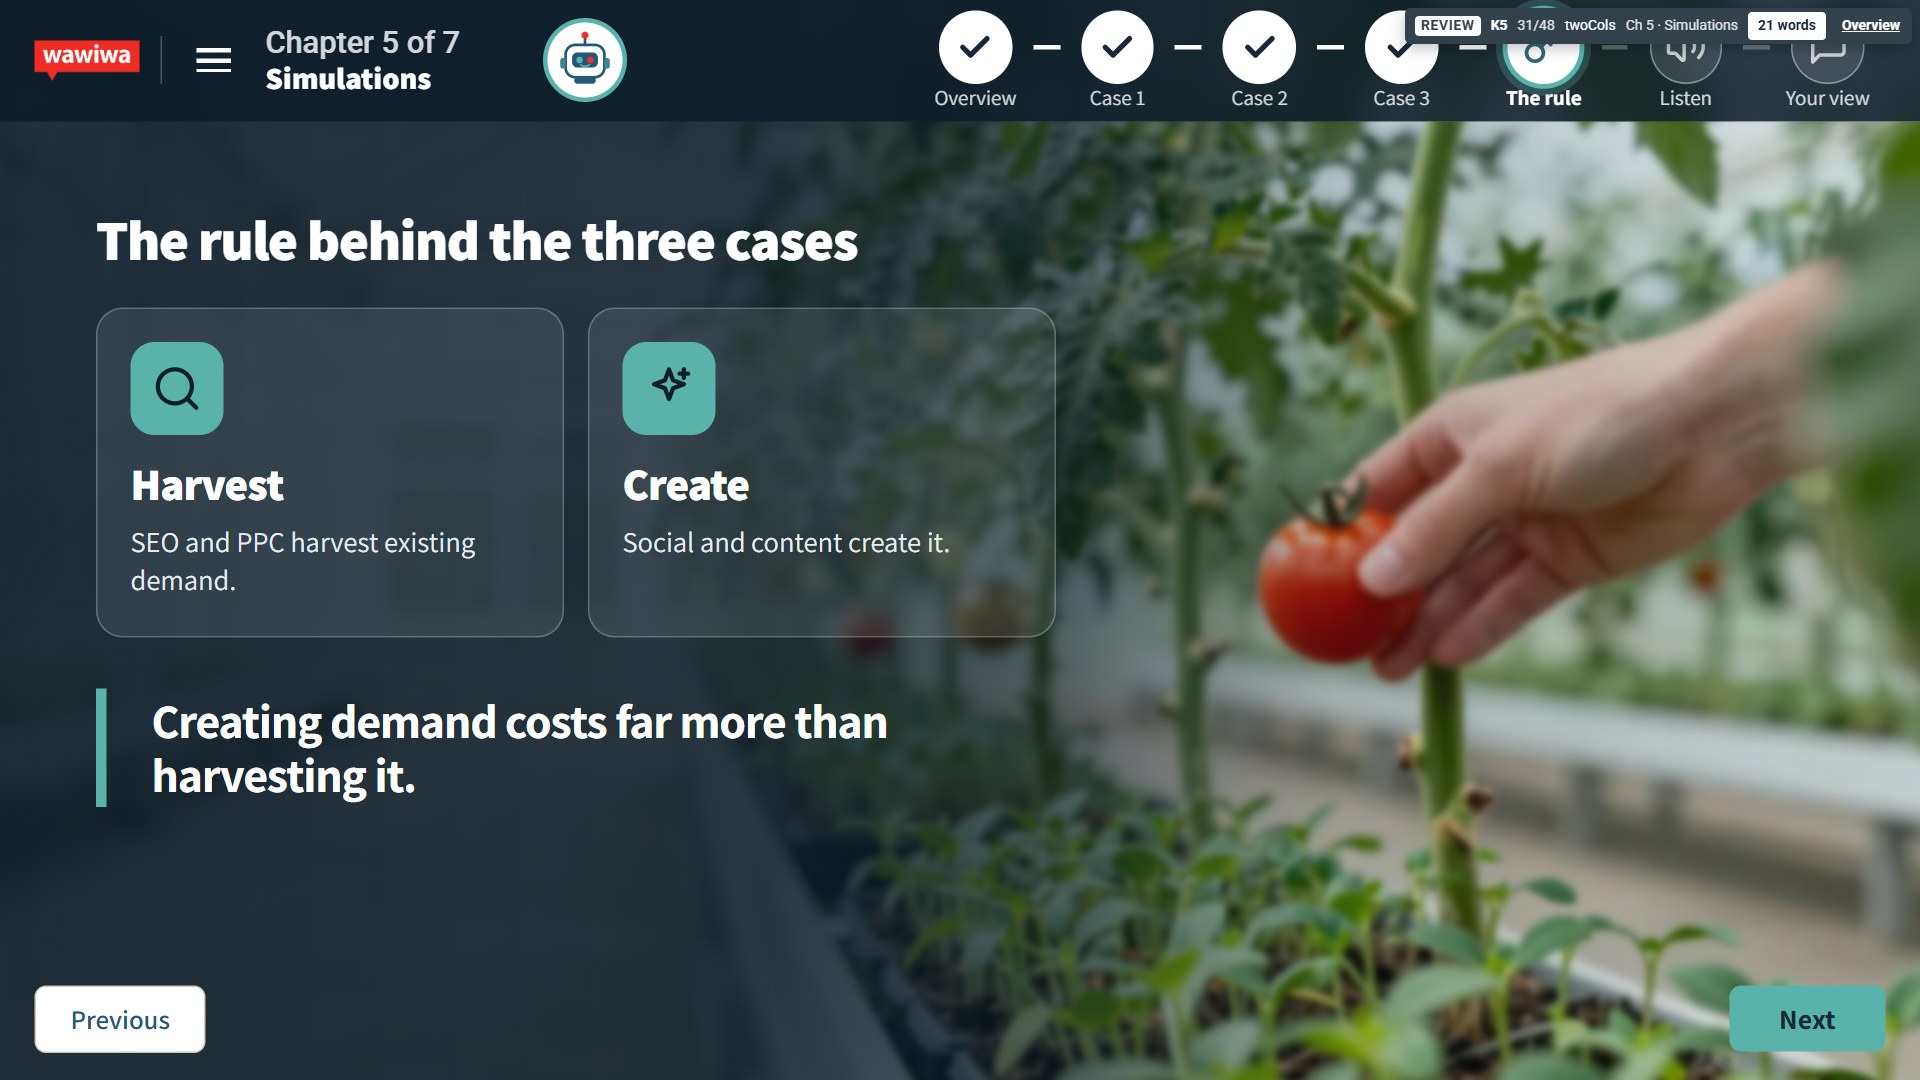 wawiwa
Chapter 5 of 7
Simulations
REVIEW K5 31/48 twoCols Ch 5 · Simulations 21 words Overview
Overview
Case 1
Case 2
Case 3
The rule
Listen
Your view
The rule behind the three cases
Harvest
SEO and PPC harvest existing
demand.
Create
Social and content create it.
Creating demand costs far more than
harvesting it.
Previous
Next